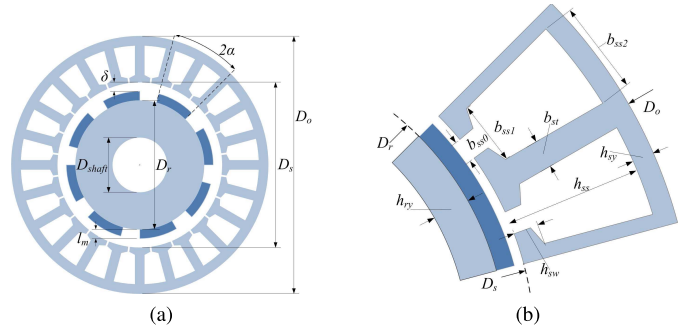 2α
δ
D_o
D_s
D_shaft
D_r
l_m
(a)
b_ss2
D_o
b_ss1
b_st
D_r
b_ss0
h_sy
h_ss
h_ry
h_sw
D_s
(b)